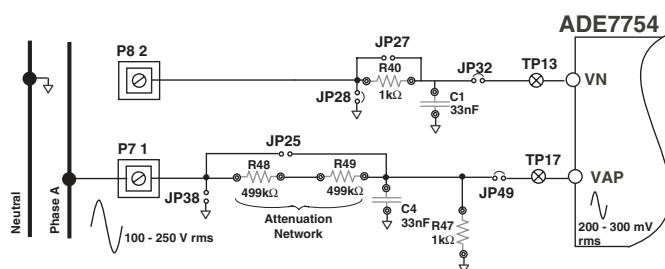 ADE7754
P8 2
JP27
R40
1kΩ
JP28
C1
33nF
JP32
TP13
VN
P7 1
JP25
R48
499kΩ
R49
499kΩ
JP38
Attenuation
Network
C4
33nF
R47
1kΩ
JP49
TP17
VAP
200 - 300 mV
rms
100 - 250 V rms
Neutral
Phase A